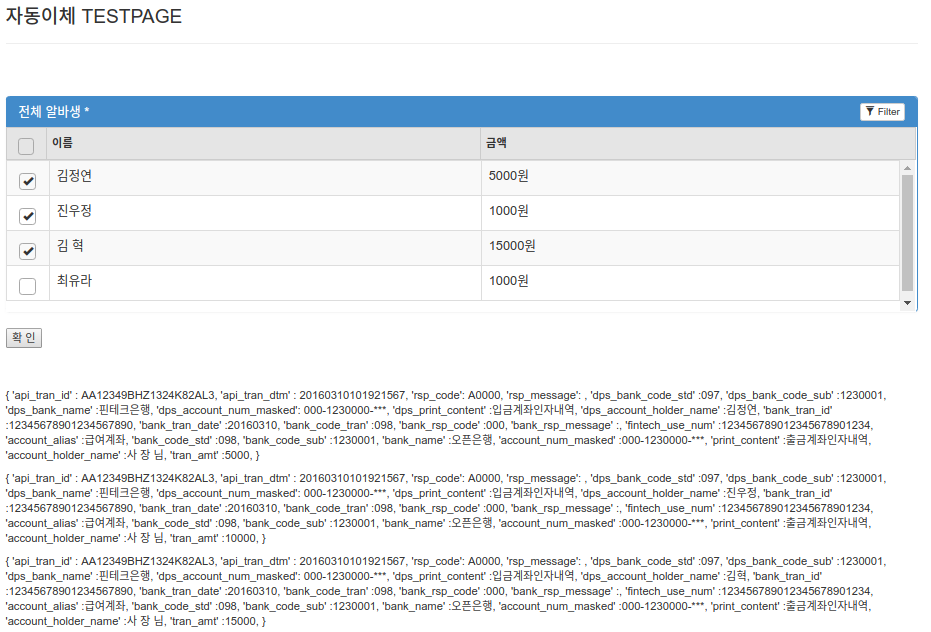 자동이체 TESTPAGE
전체 알바생 *
Filter
이름 금액
김정연 5000원
진우정 1000원
김 혁 15000원
최유라 1000원
확 인
{ 'api_tran_id' : AA12349BHZ1324K82AL3, 'api_tran_dtm' : 20160310101921567, 'rsp_code': A0000, 'rsp_message': , 'dps_bank_code_std' :097, 'dps_bank_code_sub' :1230001,
'dps_bank_name' :핀테크은행, 'dps_account_num_masked': 000-1230000-***, 'dps_print_content' :입금계좌인자내역, 'dps_account_holder_name' :김정연, 'bank_tran_id'
:12345678901234567890, 'bank_tran_date' :20160310, 'bank_code_tran' :098, 'bank_rsp_code' :000, 'bank_rsp_message' :, 'fintech_use_num' :123456789012345678901234,
'account_alias' :급여계좌, 'bank_code_std' :098, 'bank_code_sub' :1230001, 'bank_name' :오픈은행, 'account_num_masked' :000-1230000-***, 'print_content' :출금계좌인자내역,
'account_holder_name' :사 장 님, 'tran_amt' :5000, }
{ 'api_tran_id' : AA12349BHZ1324K82AL3, 'api_tran_dtm' : 20160310101921567, 'rsp_code': A0000, 'rsp_message': , 'dps_bank_code_std' :097, 'dps_bank_code_sub' :1230001,
'dps_bank_name' :핀테크은행, 'dps_account_num_masked': 000-1230000-***, 'dps_print_content' :입금계좌인자내역, 'dps_account_holder_name' :진우정, 'bank_tran_id'
:12345678901234567890, 'bank_tran_date' :20160310, 'bank_code_tran' :098, 'bank_rsp_code' :000, 'bank_rsp_message' :, 'fintech_use_num' :123456789012345678901234,
'account_alias' :급여계좌, 'bank_code_std' :098, 'bank_code_sub' :1230001, 'bank_name' :오픈은행, 'account_num_masked' :000-1230000-***, 'print_content' :출금계좌인자내역,
'account_holder_name' :사 장 님, 'tran_amt' :10000, }
{ 'api_tran_id' : AA12349BHZ1324K82AL3, 'api_tran_dtm' : 20160310101921567, 'rsp_code': A0000, 'rsp_message': , 'dps_bank_code_std' :097, 'dps_bank_code_sub' :1230001,
'dps_bank_name' :핀테크은행, 'dps_account_num_masked': 000-1230000-***, 'dps_print_content' :입금계좌인자내역, 'dps_account_holder_name' :김혁, 'bank_tran_id'
:12345678901234567890, 'bank_tran_date' :20160310, 'bank_code_tran' :098, 'bank_rsp_code' :000, 'bank_rsp_message' :, 'fintech_use_num' :123456789012345678901234,
'account_alias' :급여계좌, 'bank_code_std' :098, 'bank_code_sub' :1230001, 'bank_name' :오픈은행, 'account_num_masked' :000-1230000-***, 'print_content' :출금계좌인자내역,
'account_holder_name' :사 장 님, 'tran_amt' :15000, }